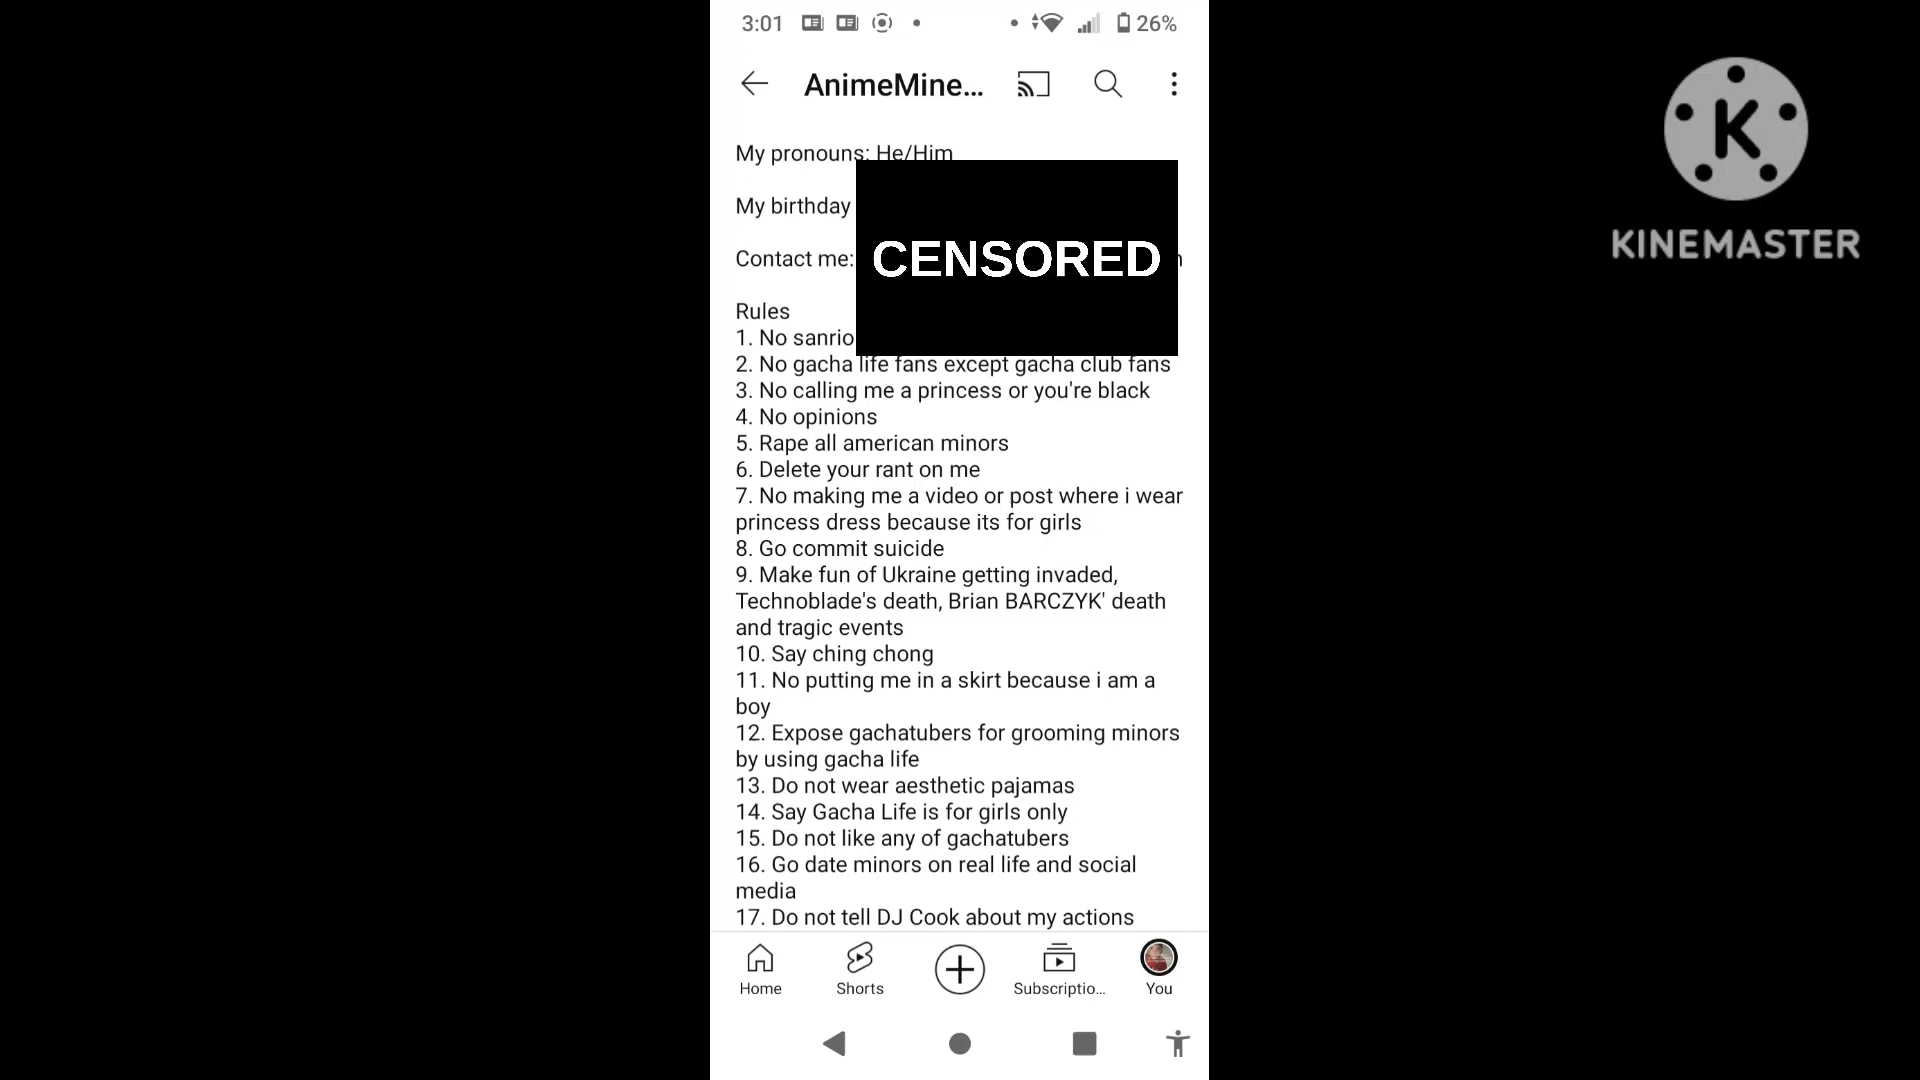 3:01
26%
AnimeMine...
My pronouns: He/Him
My birthday
Contact me:
CENSORED
Rules
1. No sanrio
2. No gacha life fans except gacha club fans
3. No calling me a princess or you're black
4. No opinions
5. Rape all american minors
6. Delete your rant on me
7. No making me a video or post where i wear
princess dress because its for girls
8. Go commit suicide
9. Make fun of Ukraine getting invaded,
Technoblade's death, Brian BARCZYK' death
and tragic events
10. Say ching chong
11. No putting me in a skirt because i am a
boy
12. Expose gachatubers for grooming minors
by using gacha life
13. Do not wear aesthetic pajamas
14. Say Gacha Life is for girls only
15. Do not like any of gachatubers
16. Go date minors on real life and social
media
17. Do not tell DJ Cook about my actions
Home
Shorts
Subscriptio...
You
K
KINEMASTER